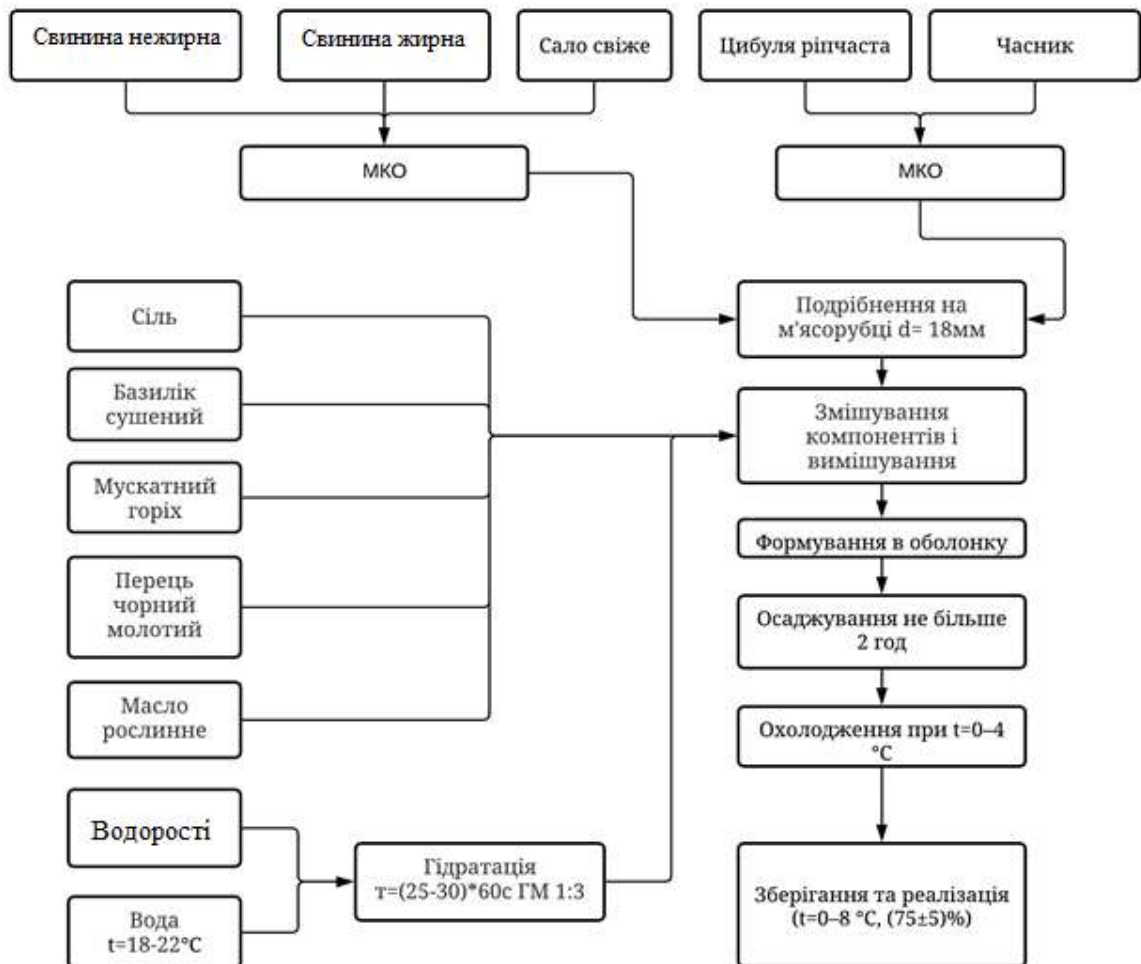 Свинина нежирна
Свинина жирна
Сало свіже
Цибуля ріпчаста
Часник
МКО
МКО
Сіль
Базилік
сушений
Мускатний
горіх
Перець
чорний
молотий
Масло
рослинне
Водорості
Вода
t=18-22°C
Гідратація
т=(25-30)*60с ГМ 1:3
Подрібнення на
м'ясорубці d= 18мм
Змішування
компонентів і
вимішування
Формування в оболонку
Осаджування не більше
2 год
Охолодження при t=0–4
°C
Зберігання та реалізація
(t=0–8 °C, (75±5)%)